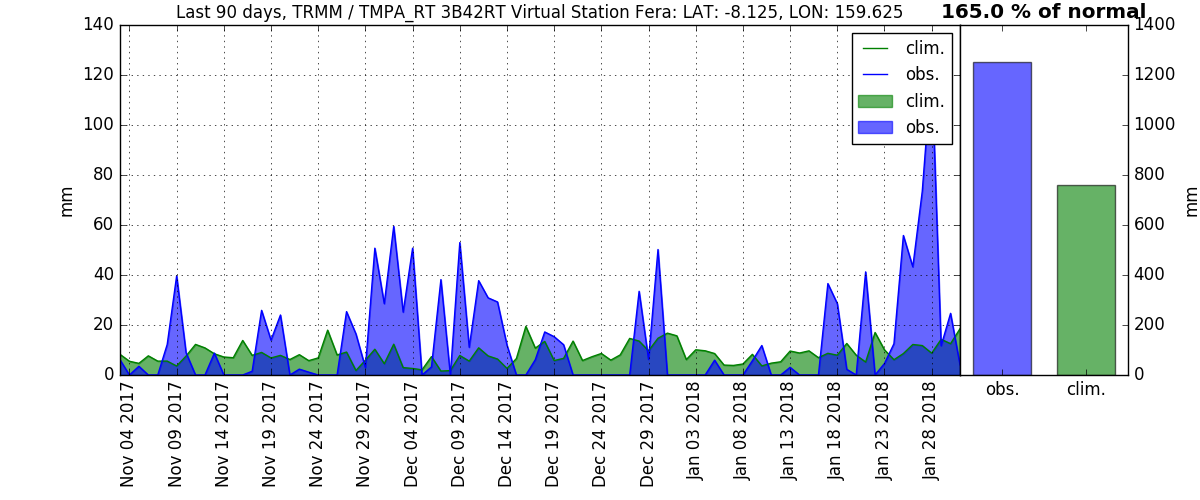 Last 90 days, TRMM / TMPA_RT 3B42RT Virtual Station Fera: LAT: -8.125, LON: 159.625
165.0 % of normal
140
120
100
80
60
40
20
0
mm
clim.
obs.
clim.
obs.
1400
1200
1000
800
600
400
200
0
mm
Nov 04 2017
Nov 09 2017
Nov 14 2017
Nov 19 2017
Nov 24 2017
Nov 29 2017
Dec 04 2017
Dec 09 2017
Dec 14 2017
Dec 19 2017
Dec 24 2017
Dec 29 2017
Jan 03 2018
Jan 08 2018
Jan 13 2018
Jan 18 2018
Jan 23 2018
Jan 28 2018
obs.
clim.